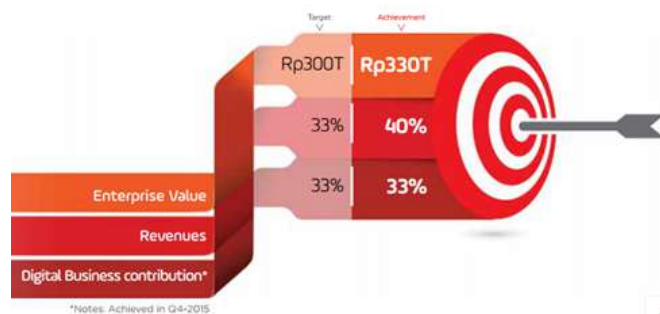 Target
Achievement
Rp300T
Rp330T
33%
40%
33%
33%
Enterprise Value
Revenues
Digital Business contribution*
*Notes: Achieved in Q4-2015